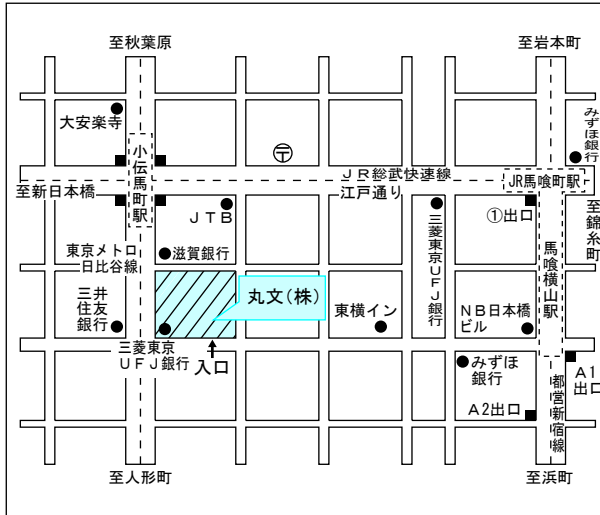 至秋葉原
至岩本町
大安楽寺
小伝馬町駅
〒
みずほ銀行
JR総武快速線
江戸通り
JR馬喰町駅
至新日本橋
至錦糸町
JTB
①出口
三菱東京UFJ銀行
馬喰横山駅
東京メトロ
日比谷線
滋賀銀行
丸文(株)
三井
住友
銀行
東横イン
NB日本橋
ビル
三菱東京
UFJ銀行
入口
みずほ
銀行
A1
出口
A2出口
都営新宿線
至人形町
至浜町